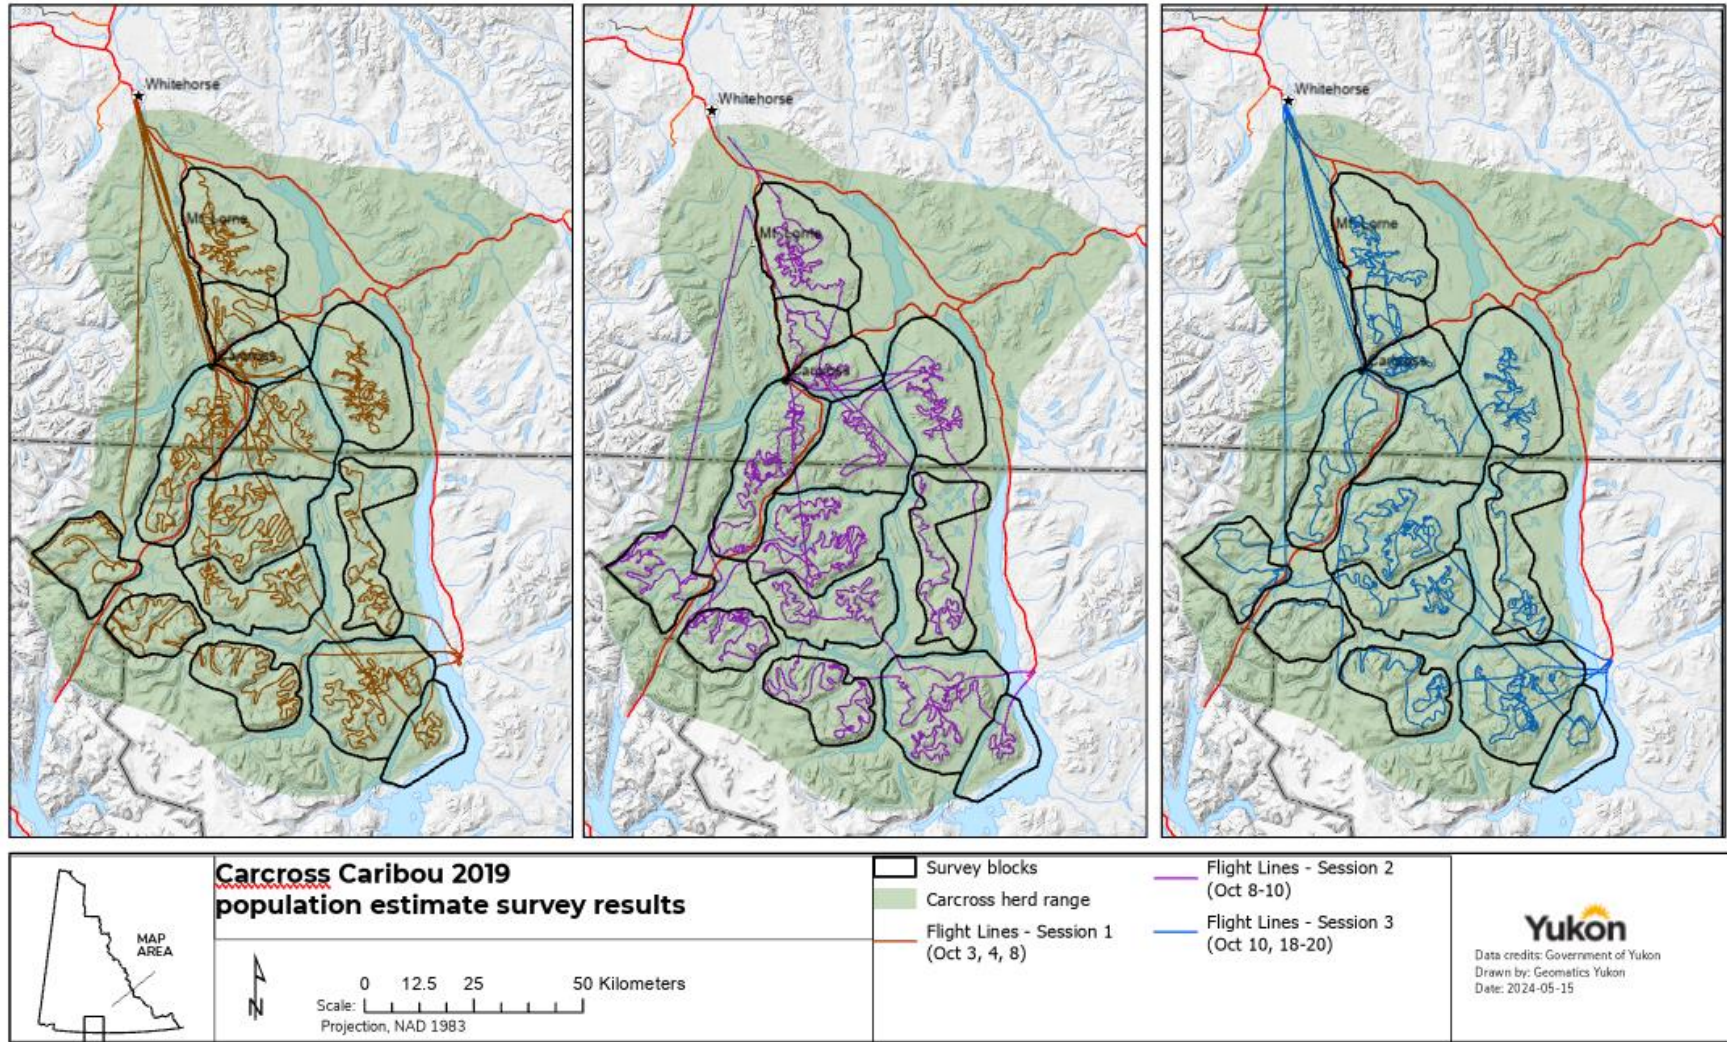 Whitehorse
Mt. Lorne
Carcross
Whitehorse
Mt. Lorne
Carcross
Whitehorse
Mt. Lorne
Carcross
MAP
AREA
Carcross Caribou 2019
population estimate survey results
N
0 12.5 25 50 Kilometers
Scale:
Projection, NAD 1983
Survey blocks
Carcross herd range
Flight Lines - Session 1
(Oct 3, 4, 8)
Flight Lines - Session 2
(Oct 8-10)
Flight Lines - Session 3
(Oct 10, 18-20)
Yukon
Data credits: Government of Yukon
Drawn by: Geomatics Yukon
Date: 2024-05-15